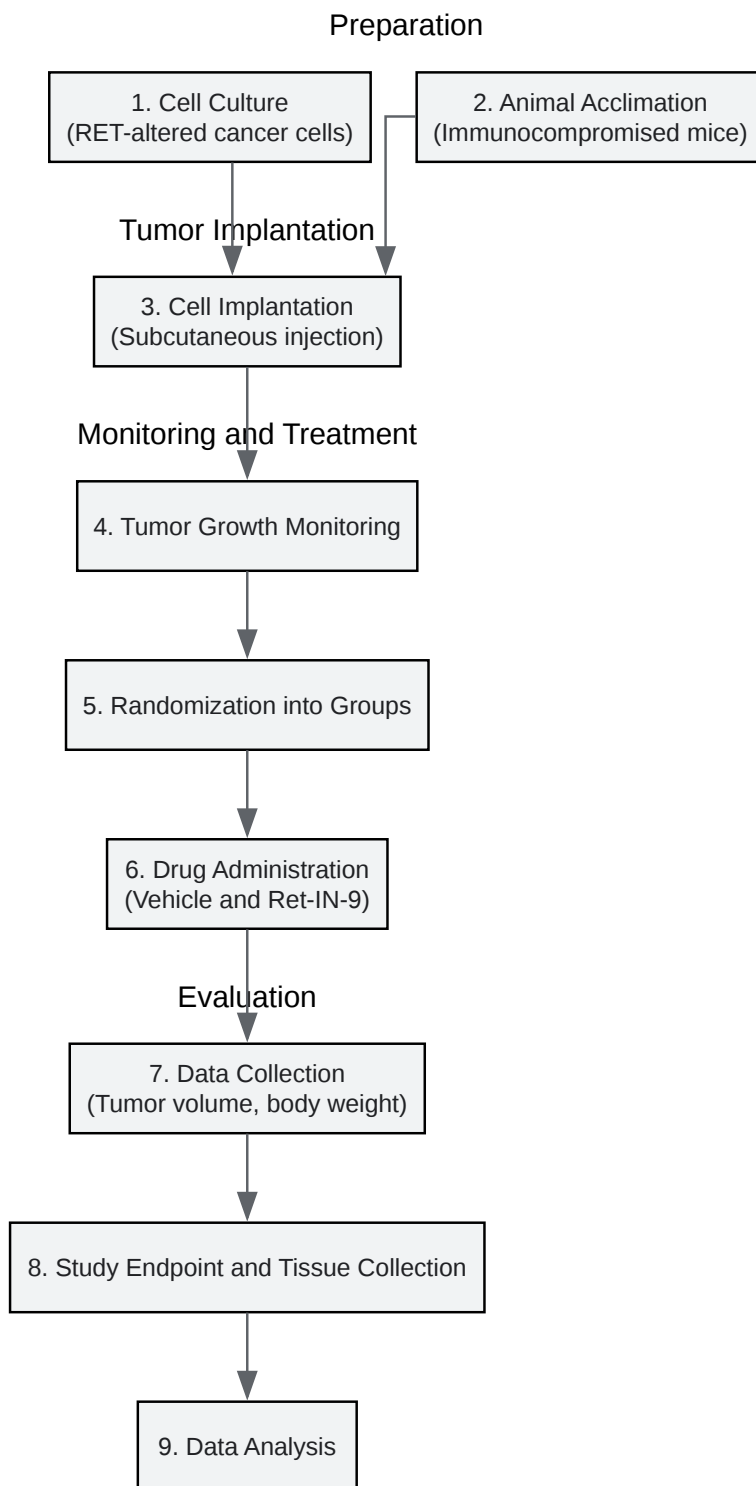 Preparation
1. Cell Culture
(RET-altered cancer cells)
2. Animal Acclimation
(Immunocompromised mice)
Tumor Implantation
3. Cell Implantation
(Subcutaneous injection)
Monitoring and Treatment
4. Tumor Growth Monitoring
5. Randomization into Groups
6. Drug Administration
(Vehicle and Ret-IN-9)
Evaluation
7. Data Collection
(Tumor volume, body weight)
8. Study Endpoint and Tissue Collection
9. Data Analysis